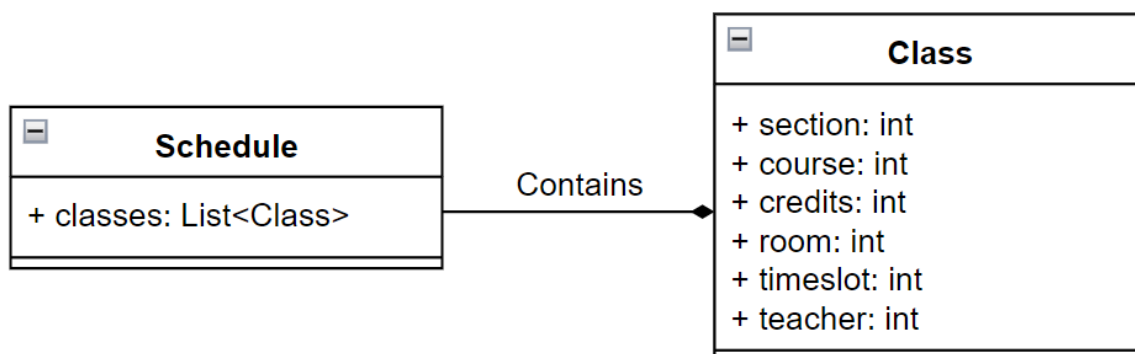 Schedule
+ classes: List<Class>
Contains
Class
+ section: int
+ course: int
+ credits: int
+ room: int
+ timeslot: int
+ teacher: int